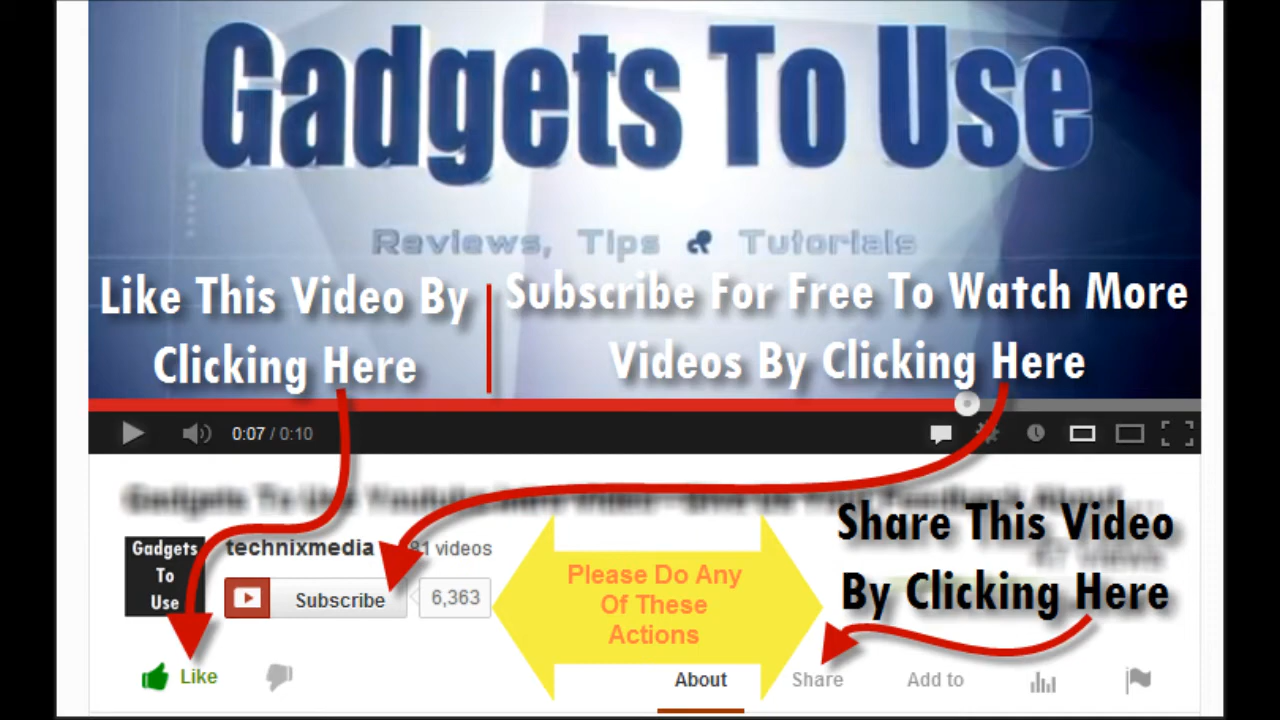 Gadgets To Use
Reviews, Tips & Tutorials
Like This Video By
Clicking Here
Subscribe For Free To Watch More
Videos By Clicking Here
0:07 / 0:10
Share This Video
By Clicking Here
Gadgets
To
Use
technixmedia
81 videos
Subscribe
6,363
Please Do Any
Of These
Actions
Like
About
Share
Add to